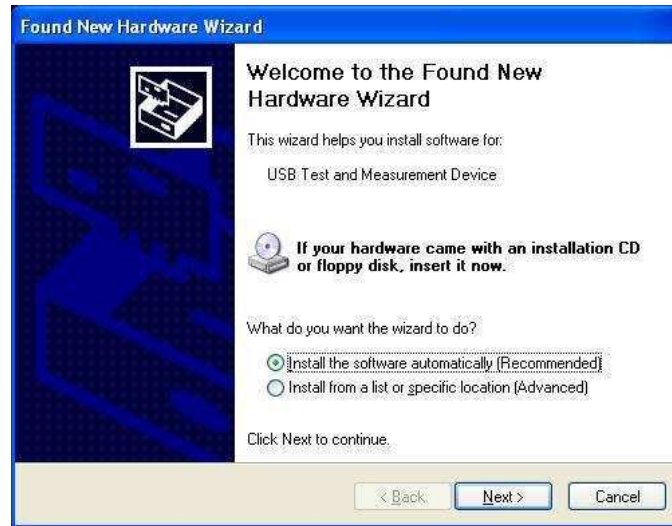 Found New Hardware Wizard
Welcome to the Found New
Hardware Wizard
This wizard helps you install software for:
USB Test and Measurement Device
If your hardware came with an installation CD
or floppy disk, insert it now.
What do you want the wizard to do?
Install the software automatically (Recommended)
Install from a list or specific location (Advanced)
Click Next to continue.
< Back Next > Cancel